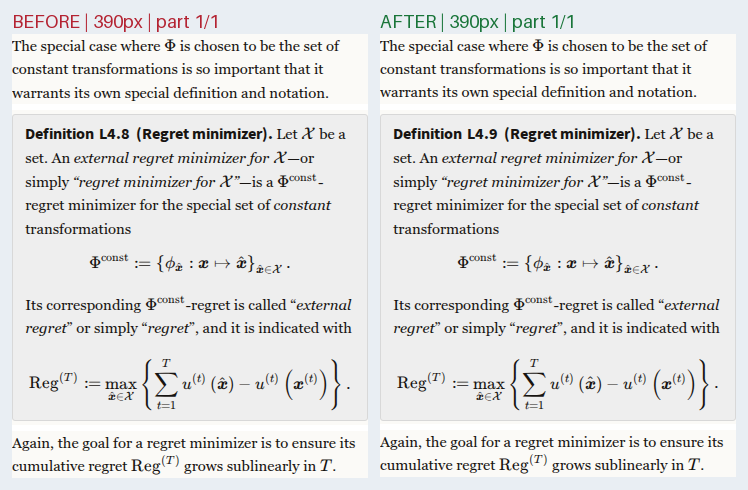 BEFORE | 390px | part 1/1
The special case where Φ is chosen to be the set of
constant transformations is so important that it
warrants its own special definition and notation.
Definition L4.8 (Regret minimizer). Let 𝒳 be a
set. An external regret minimizer for 𝒳—or
simply “regret minimizer for 𝒳”—is a Φ^const-
regret minimizer for the special set of constant
transformations
Φ^const := {ϕ_x̂ : x ↦ x̂}_x̂∈𝒳 .
Its corresponding Φ^const-regret is called “external
regret” or simply “regret”, and it is indicated with
Reg^(T) := max_x̂∈𝒳 { ∑_{t=1}^T u^(t) (x̂) − u^(t) (x^(t)) } .
Again, the goal for a regret minimizer is to ensure its
cumulative regret Reg^(T) grows sublinearly in T.
AFTER | 390px | part 1/1
The special case where Φ is chosen to be the set of
constant transformations is so important that it
warrants its own special definition and notation.
Definition L4.9 (Regret minimizer). Let 𝒳 be a
set. An external regret minimizer for 𝒳—or
simply “regret minimizer for 𝒳”—is a Φ^const-
regret minimizer for the special set of constant
transformations
Φ^const := {ϕ_x̂ : x ↦ x̂}_x̂∈𝒳 .
Its corresponding Φ^const-regret is called “external
regret” or simply “regret”, and it is indicated with
Reg^(T) := max_x̂∈𝒳 { ∑_{t=1}^T u^(t) (x̂) − u^(t) (x^(t)) } .
Again, the goal for a regret minimizer is to ensure its
cumulative regret Reg^(T) grows sublinearly in T.